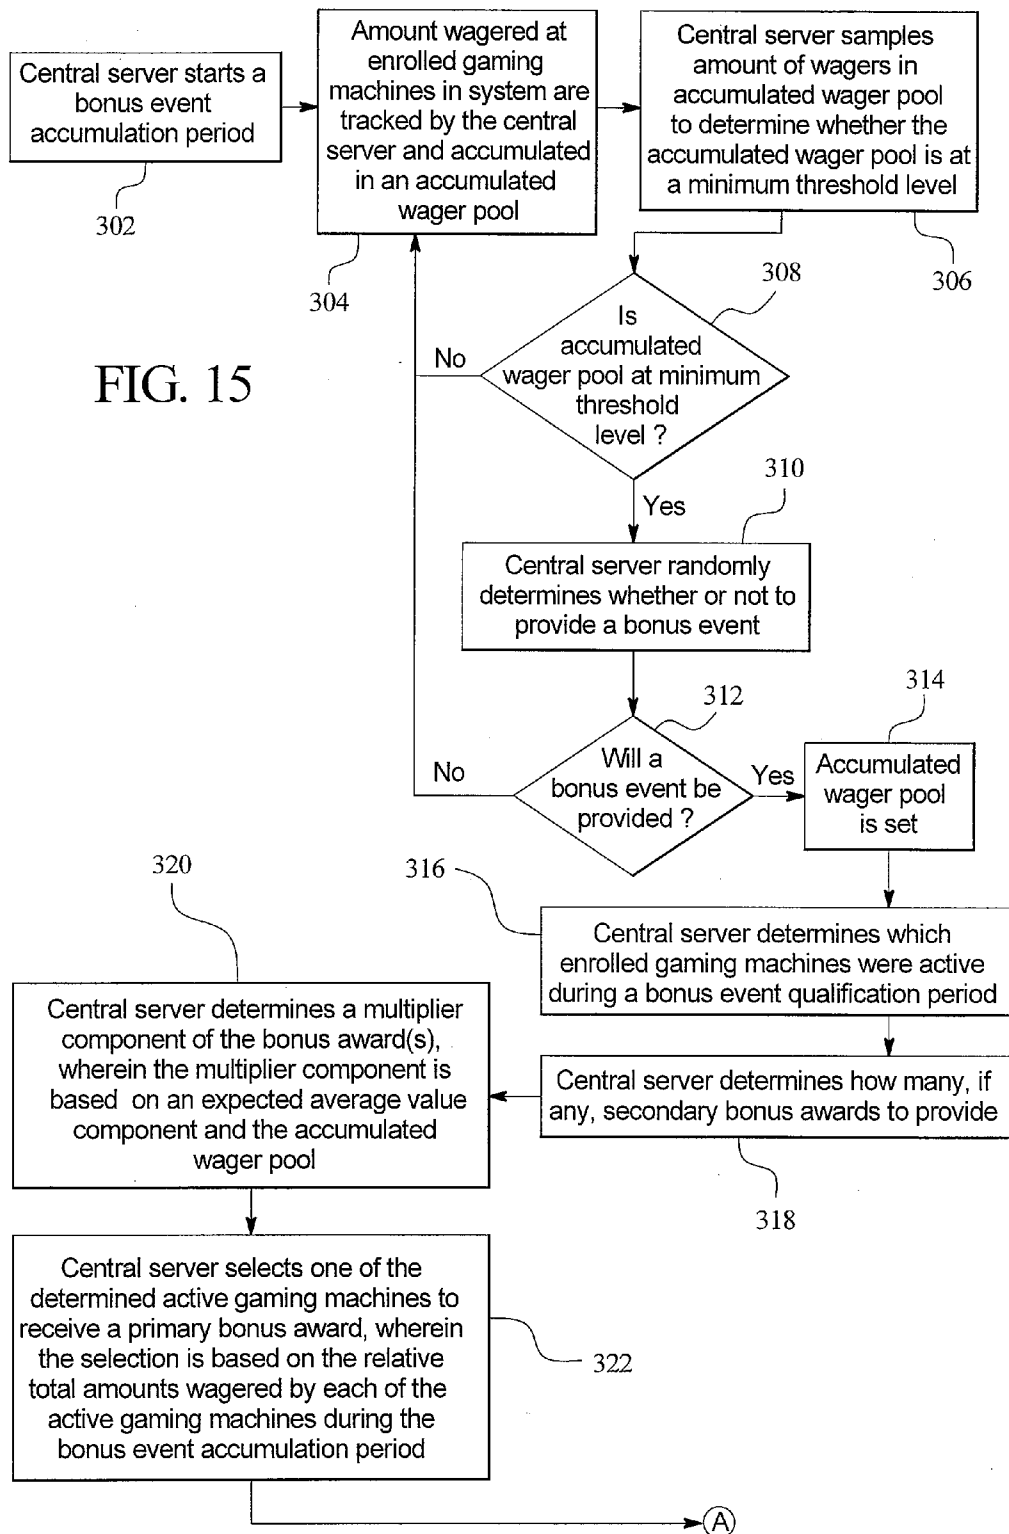 Central server starts a
bonus event
accumulation period
302
Amount wagered at
enrolled gaming
machines in system are
tracked by the central
server and accumulated
in an accumulated
wager pool
304
Central server samples
amount of wagers in
accumulated wager pool
to determine whether the
accumulated wager pool is at
a minimum threshold level
306
FIG. 15
308
Is
accumulated
wager pool at minimum
threshold
level ?
No
Yes
310
Central server randomly
determines whether or not to
provide a bonus event
312
Will a
bonus event be
provided ?
No
Yes
314
Accumulated
wager pool
is set
316
Central server determines which
enrolled gaming machines were active
during a bonus event qualification period
Central server determines how many, if
any, secondary bonus awards to provide
318
320
Central server determines a multiplier
component of the bonus award(s),
wherein the multiplier component is
based on an expected average value
component and the accumulated
wager pool
Central server selects one of the
determined active gaming machines to
receive a primary bonus award, wherein
the selection is based on the relative
total amounts wagered by each of the
active gaming machines during the
bonus event accumulation period
322
A